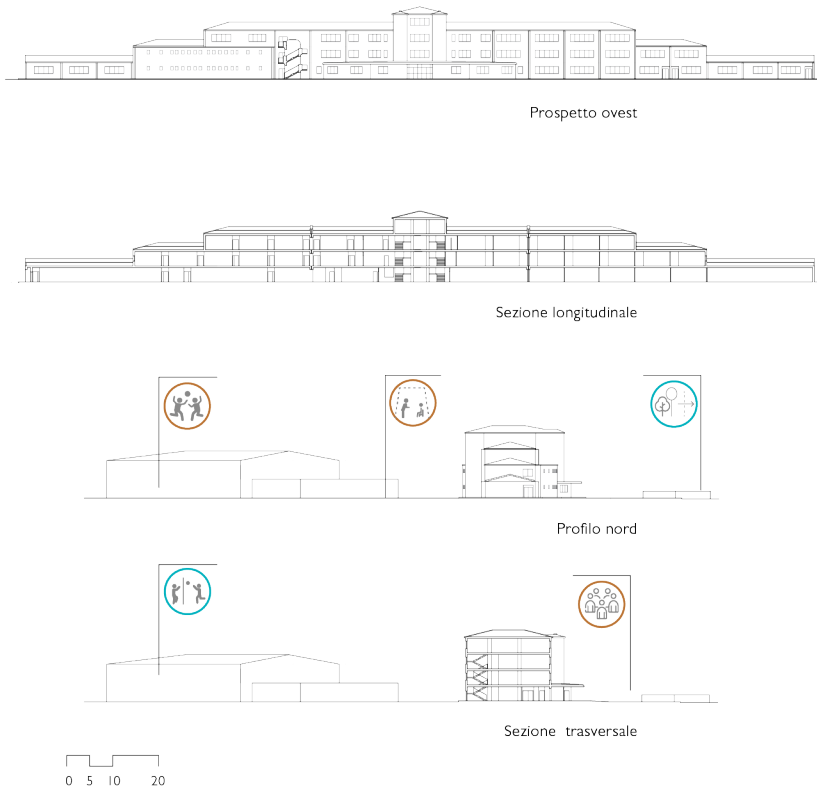 Prospetto ovest
Sezione longitudinale
Profilo nord
Sezione trasversale
0 5 10 20